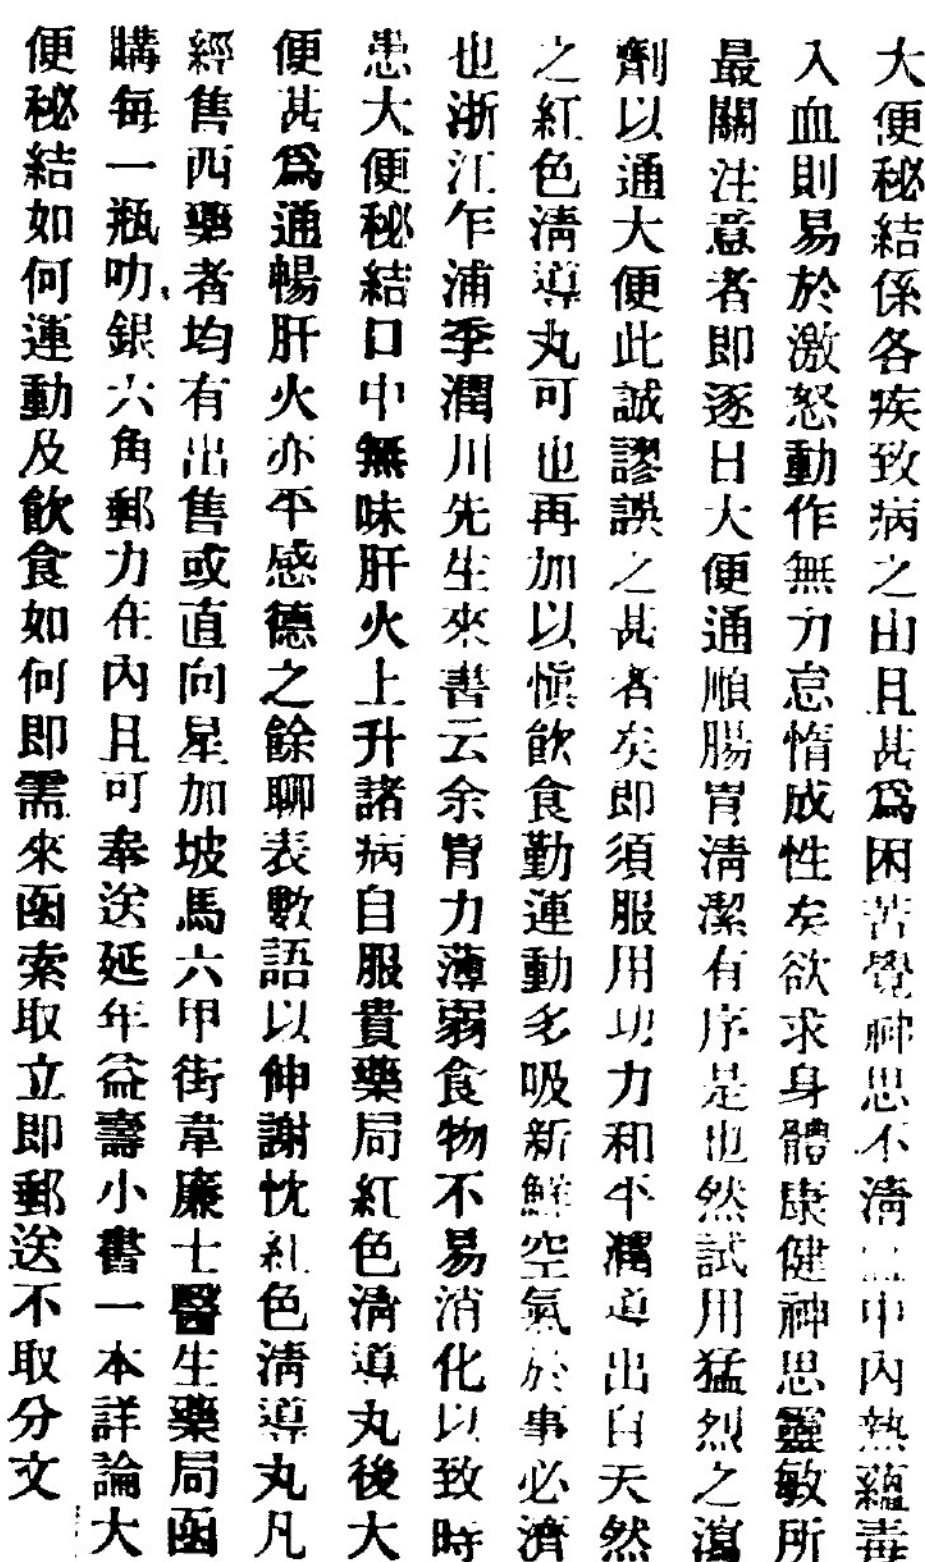 大便秘結係各疾致病之由且甚爲困苦覺神思不淸血中內熱蘊毒
入血則易於激怒動作無力怠惰成性矣欲求身體康健神思靈敏所
最關注意者即逐日大便通順腸胃淸潔有序是也然試用猛烈之瀉
劑以通大便此誠謬誤之甚者矣即須服用功力和平瀉道出自天然
之紅色淸導丸可也再加以愼飮食勤運動多吸新鮮空氣於事必濟
也浙江乍浦季潤川先生來書云余胃力薄弱食物不易消化以致時
患大便秘結口中無味肝火上升諸病自服貴藥局紅色淸導丸後大
便甚爲通暢肝火亦平感德之餘聊表數語以伸謝忱紅色淸導丸凡
經售西藥者均有出售或直向星加坡馬六甲街韋廉士醫生藥局函
購每一瓶叻銀六角郵力在內且可奉送延年益壽小書一本詳論大
便秘結如何運動及飮食如何即需來函索取立即郵送不取分文